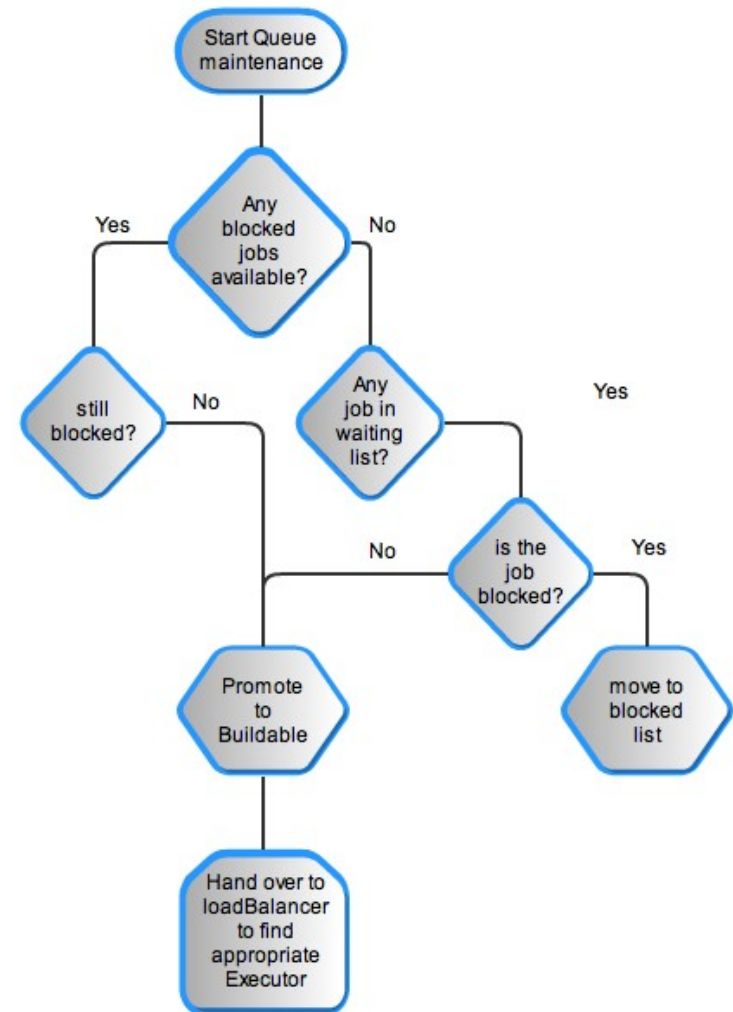 Start Queue
maintenance
Any
blocked
jobs
available?
Yes
No
still
blocked?
No
Any
job in
waiting
list?
Yes
No
is the
job
blocked?
Yes
Promote
to
Buildable
move to
blocked
list
Hand over to
loadBalancer
to find
appropriate
Executor